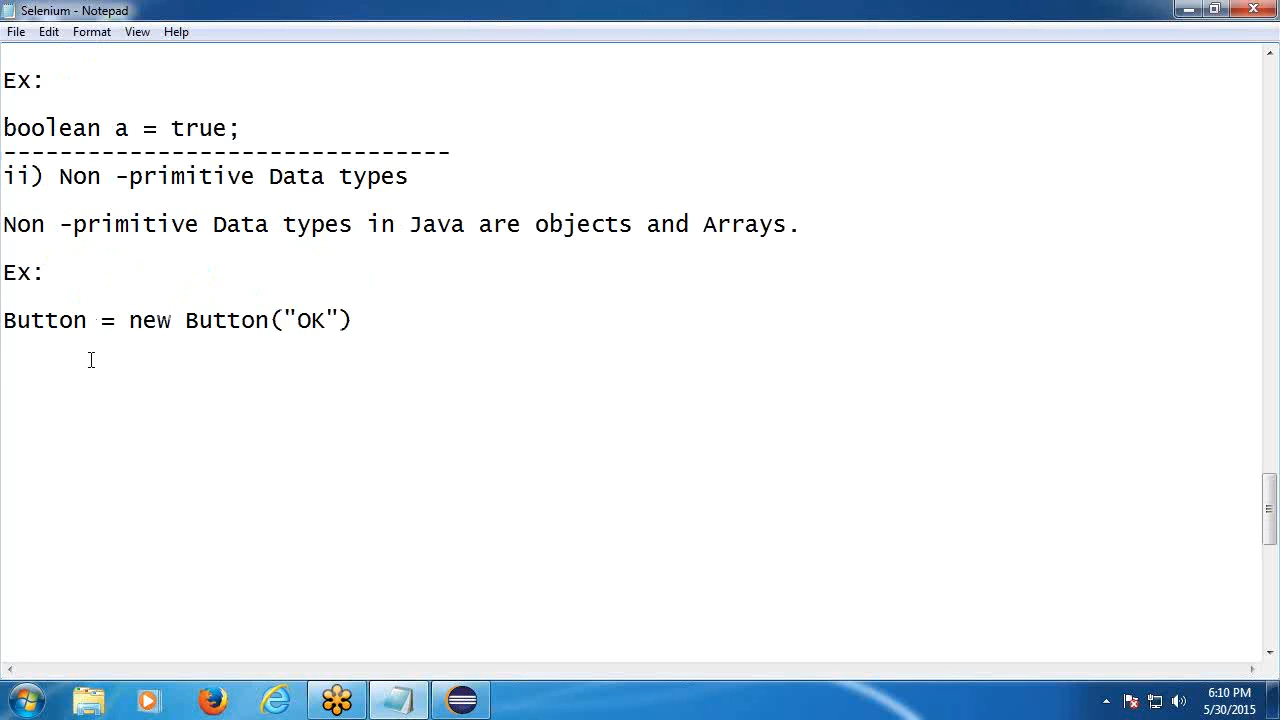 Selenium - Notepad
File Edit Format View Help
Ex:
boolean a = true;
--------------------------------
ii) Non -primitive Data types
Non -primitive Data types in Java are objects and Arrays.
Ex:
Button = new Button("OK")
6:10 PM
5/30/2015